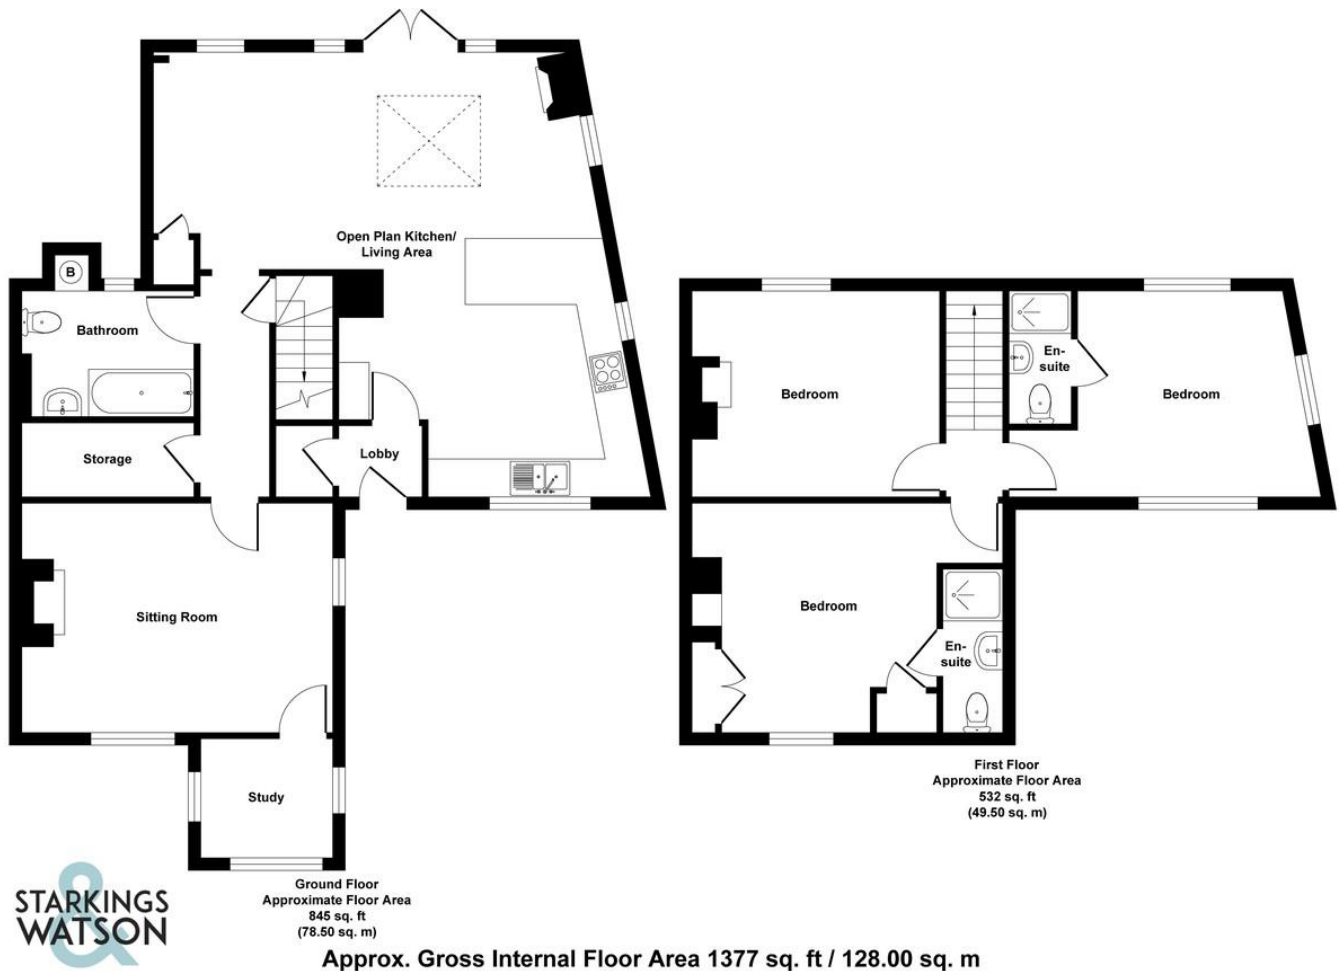 Open Plan Kitchen/
Living Area
B
Bathroom
Storage
Lobby
Sitting Room
Study
Bedroom
En-
suite
Bedroom
Bedroom
En-
suite
First Floor
Approximate Floor Area
532 sq. ft
(49.50 sq. m)
Ground Floor
Approximate Floor Area
845 sq. ft
(78.50 sq. m)
&
STARKINGS
WATSON
Approx. Gross Internal Floor Area 1377 sq. ft / 128.00 sq. m